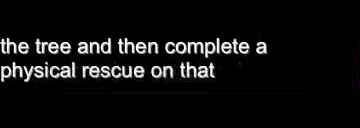 the tree and then complete a
physical rescue on that